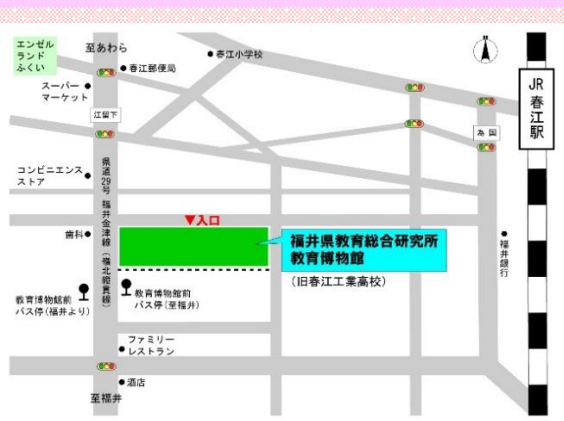 エンゼル
ランド
ふくい
至あわら
春江郵便局
春江小学校
スーパー
マーケット
江留下
JR春江駅
為国
コンビニエンス
ストア
県道29号 福井金津線（嶺北縦貫線）
▼入口
歯科
福井県教育総合研究所
教育博物館
（旧春江工業高校）
福井銀行
教育博物館前
バス停（福井より）
教育博物館前
バス停（至福井）
ファミリー
レストラン
酒店
至福井